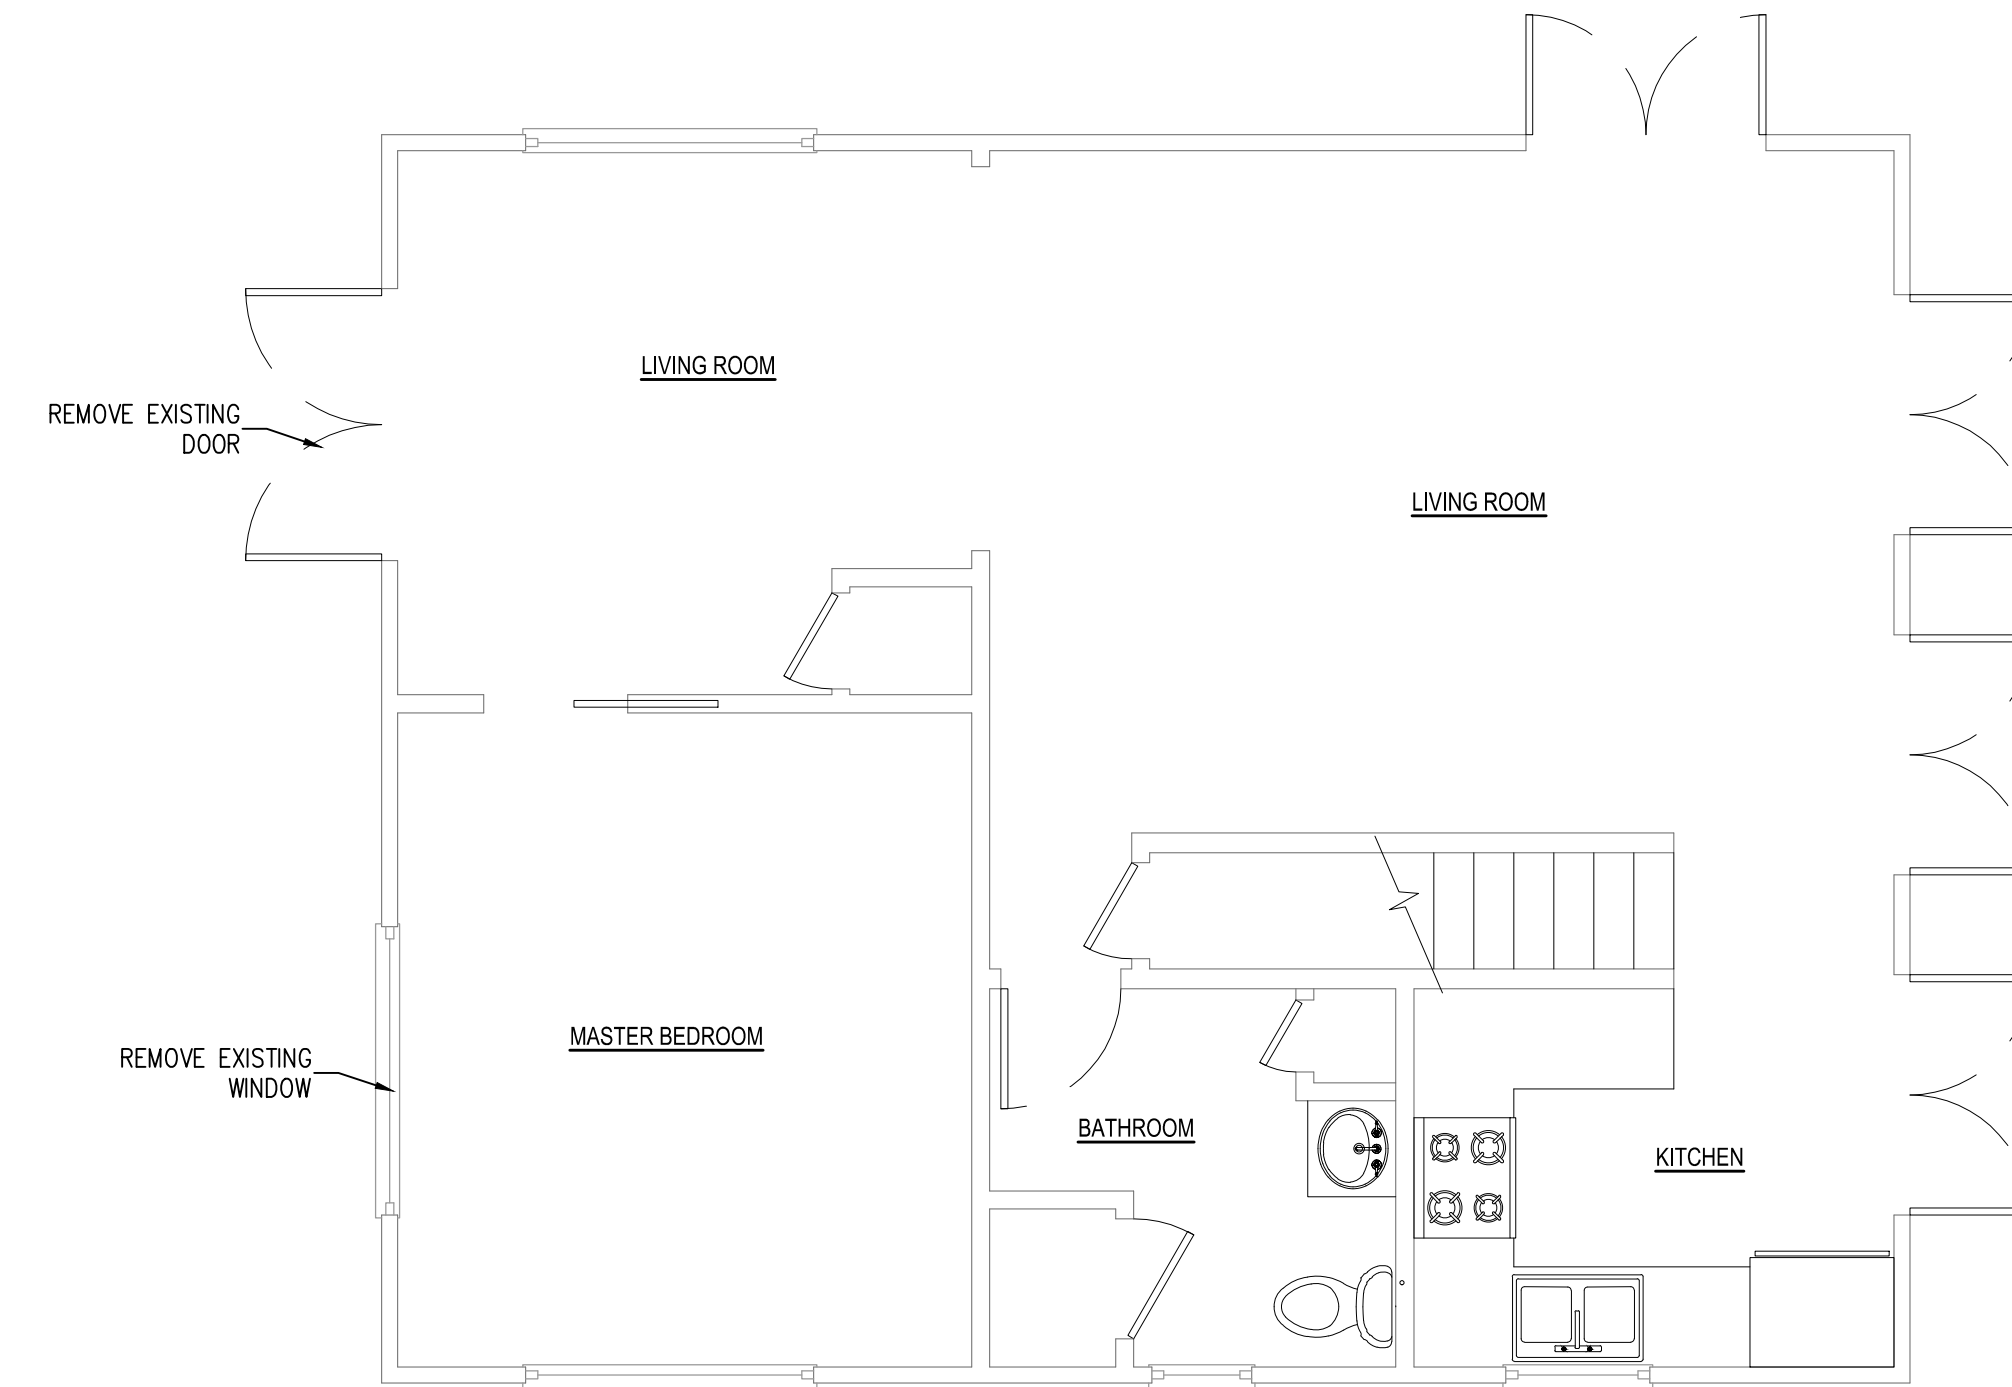 LIVING ROOM
REMOVE EXISTING
DOOR
LIVING ROOM
MASTER BEDROOM
REMOVE EXISTING
WINDOW
BATHROOM
KITCHEN